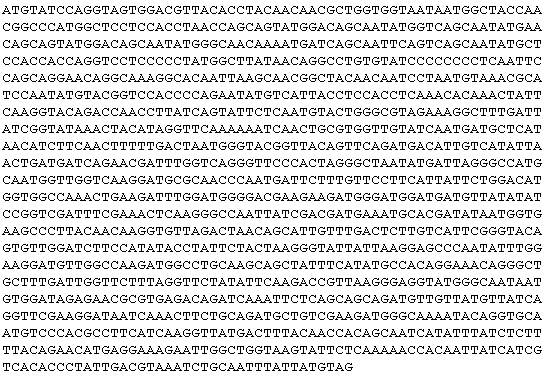 ATGTATCCAGGTAGTGGACGTTACACCTACAACAACGCTGGTGGTAATAATGGCTACCAA
CGGCCCATGGCTCCTCCACCTAACCAGCAGTATGGACAGCAATATGGTCAGCAATATGAA
CAGCAGTATGGACAGCAATATGGGCAACAAAATGATCAGCAATTCAGTCAGCAATATGCT
CCACCACCAGGTCCTCCCCCTATGGCTTATAACAGGCCTGTGTATCCCCCCCCTCAATTC
CAGCAGGAACAGGCAAAGGCACAATTAAGCAACGGCTACAACAATCCTAATGTAAACGCA
TCCAATATGTACGGTCCACCCCAGAATATGTCATTACCTCCACCTCAAACACAAACTATT
CAAGGTACAGACCAACCTTATCAGTATTCTCAATGTACTGGGCGTAGAAAGGCTTTGATT
ATCGGTATAAACTACATAGGTTCAAAAAATCAACTGCGTGGTTGTATCAATGATGCTCAT
AACATCTTCAACTTTTTGACTAATGGGTACGGTTACAGTTCAGATGACATTGTCATATTA
ACTGATGATCAGAACGATTTGGTCAGGGTTCCCACTAGGGCTAATATGATTAGGGCCATG
CAATGGTTGGTCAAGGATGCGCAACCCAATGATTCTTTGTTCCTTCATTATTCTGGACAT
GGTGGCCAAACTGAAGATTTGGATGGGGACGAAGAAGATGGGATGGATGATGTTATATAT
CCGGTCGATTTCGAAACTCAAGGGCCAATTATCGACGATGAAATGCACGATATAATGGTG
AAGCCCTTACAACAAGGTGTTAGACTAACAGCATTGTTTGACTCTTGTCATTCGGGTACA
GTGTTGGATCTTCCATATACCTATTCTACTAAGGGTATTATTAAGGAGCCCAATATTTGG
AAGGATGTTGGCCAAGATGGCCTGCAAGCAGCTATTTCATATGCCACAGGAAACAGGGCT
GCTTTGATTGGTTCTTTAGGTTCTATATTCAAGACCGTTAAGGGAGGTATGGGCAATAAT
GTGGATAGAGAACGCGTGAGACAGATCAAATTCTCAGCAGCAGATGTTGTTATGTTATCA
GGTTCGAAGGATAATCAAACTTCTGCAGATGCTGTCGAAGATGGGCAAAATACAGGTGCA
ATGTCCCACGCCTTCATCAAGGTTATGACTTTACAACCACAGCAATCATATTTATCTCTT
TTACAGAACATGAGGAAAGAATTGGCTGGTAAGTATTCTCAAAAACCACAATTATCATCG
TCACACCCTATTGACGTAAATCTGCAATTTATTATGTAG